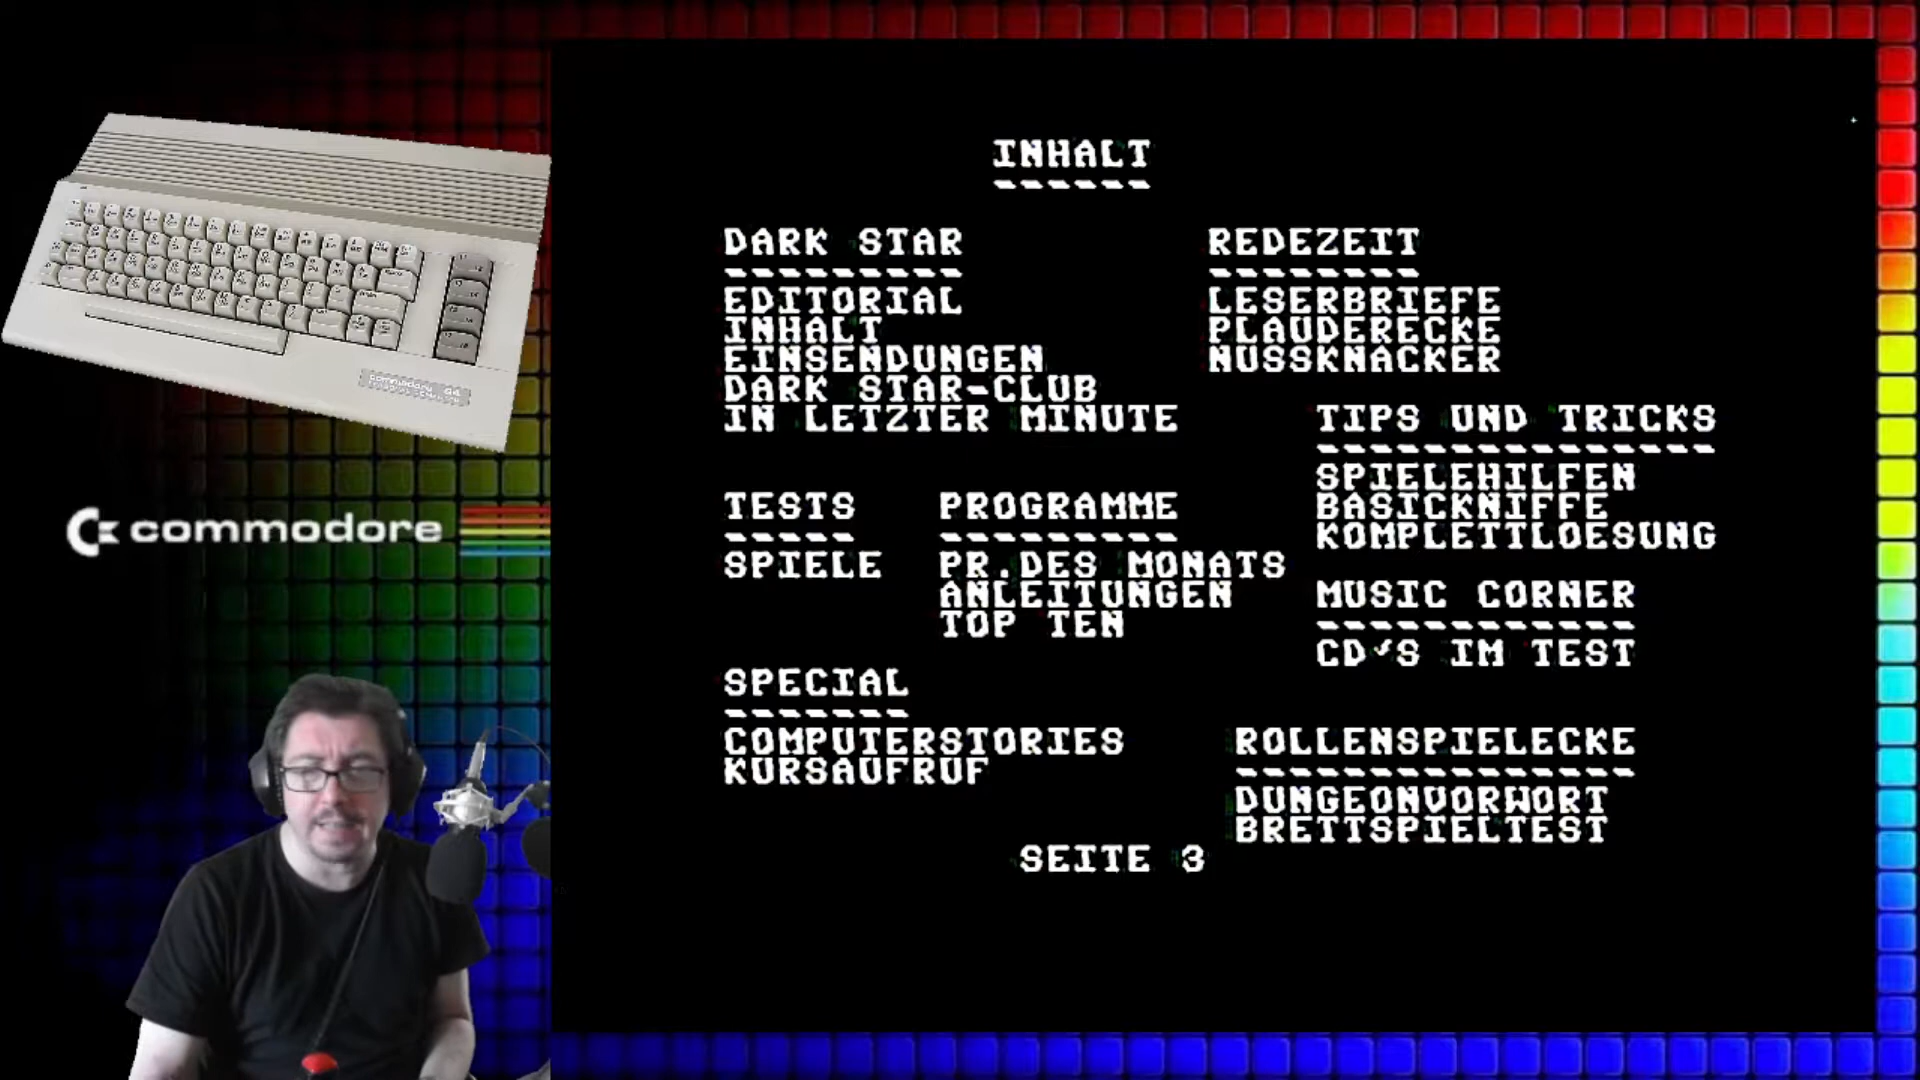 INHALT
DARK STAR
EDITORIAL
INHALT
EINSENDUNGEN
DARK STAR-CLUB
IN LETZTER MINUTE
REDEZEIT
LESERBRIEFE
PLAUDERECKE
NUSSKNACKER
TIPS UND TRICKS
SPIELEHILFEN
BASICKNIFFE
KOMPLETTLOESUNG
TESTS
SPIELE
PROGRAMME
PR.DES MONATS
ANLEITUNGEN
TOP TEN
MUSIC CORNER
CD'S IM TEST
SPECIAL
COMPUTERSTORIES
KURSAUFRUF
ROLLENSPIELECKE
DUNGEONVORWORT
BRETTSPIELTEST
SEITE 3
commodore
commodore 64